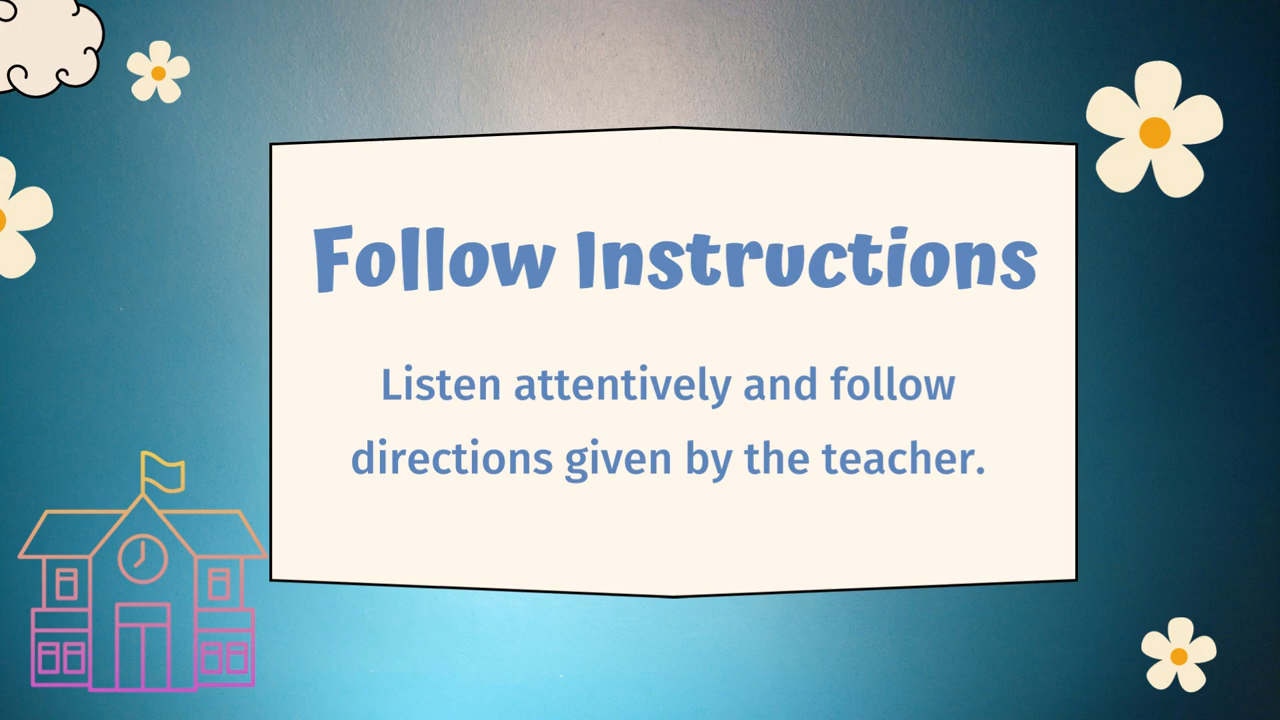 Follow Instructions
Listen attentively and follow
directions given by the teacher.